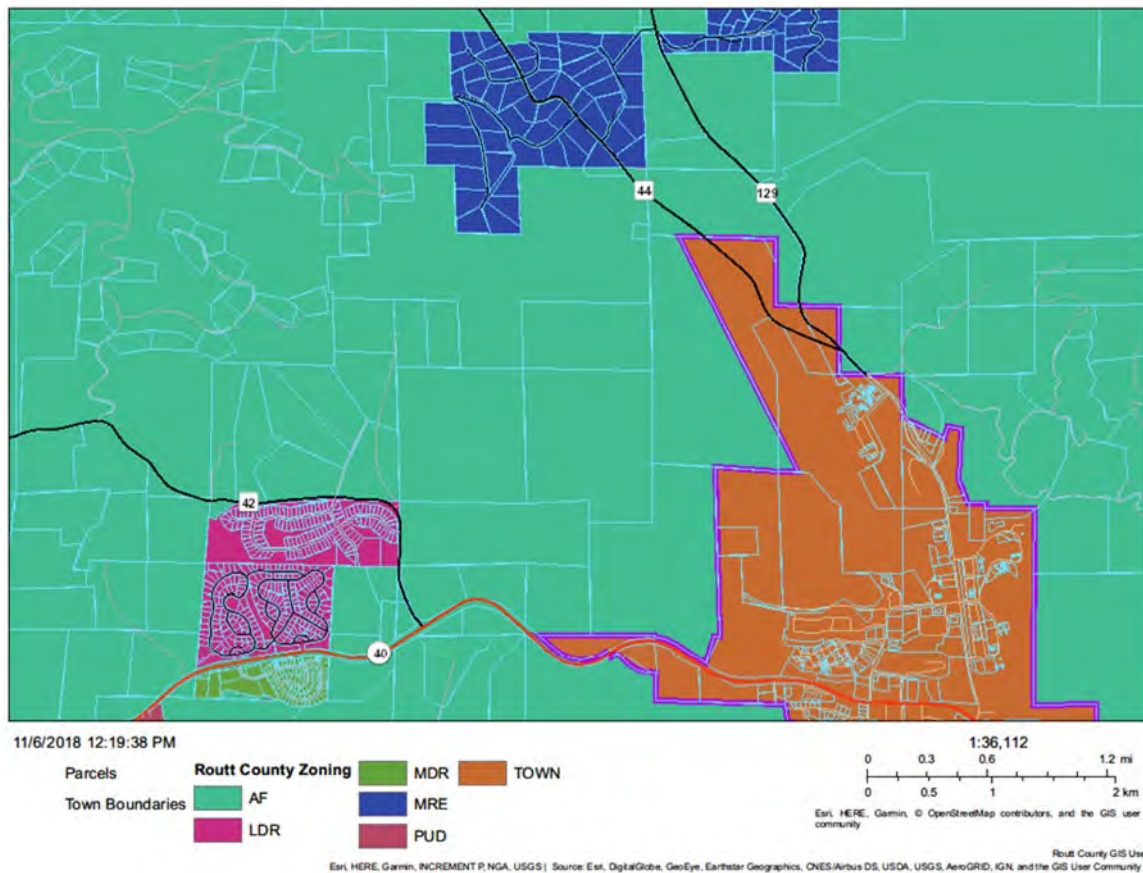 44
129
42
40
11/6/2018 12:19:38 PM
Parcels
Town Boundaries
Routt County Zoning
AF
LDR
MDR
MRE
PUD
TOWN
1:36,112
0 0.3 0.6 1.2 mi
0 0.5 1 2 km
Esri, HERE, Garmin, © OpenStreetMap contributors, and the GIS user
community
Routt County GIS Use
Esri, HERE, Garmin, INCREMENT P, NGA, USGS | Source: Esri, DigitalGlobe, GeoEye, Earthstar Geographics, CNES/Airbus DS, USDA, USGS, AeroGRID, IGN, and the GIS User Community